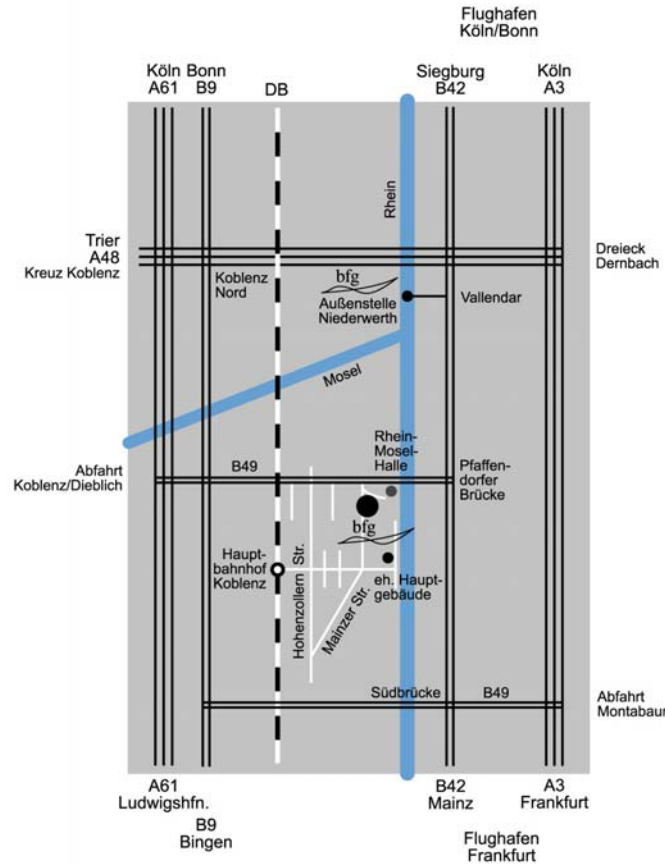 Flughafen
Köln/Bonn
Köln Bonn
A61 B9
DB
Siegburg
B42
Köln
A3
Rhein
Trier
A48
Kreuz Koblenz
Dreieck
Dernbach
Koblenz
Nord
bfg
Außenstelle
Niederwerth
Vallendar
Mosel
Rhein-
Mosel-
Halle
Abfahrt
Koblenz/Dieblich
B49
Pfaffen-
dorfer
Brücke
bfg
Haupt-
bahnhof
Koblenz
Hohenzollern Str.
Mainzer Str.
eh. Haupt-
gebäude
Südbrücke
B49
Abfahrt
Montabaur
A61
Ludwigshfn.
B9
Bingen
B42
Mainz
A3
Frankfurt
Flughafen
Frankfurt